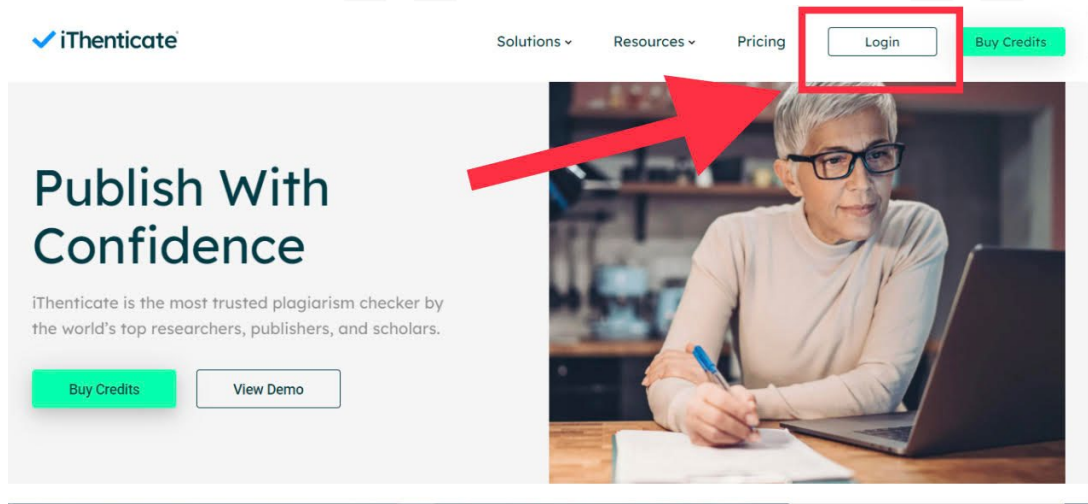 iThenticate
Solutions
Resources
Pricing
Login
Buy Credits
Publish With
Confidence
iThenticate is the most trusted plagiarism checker by
the world's top researchers, publishers, and scholars.
Buy Credits
View Demo